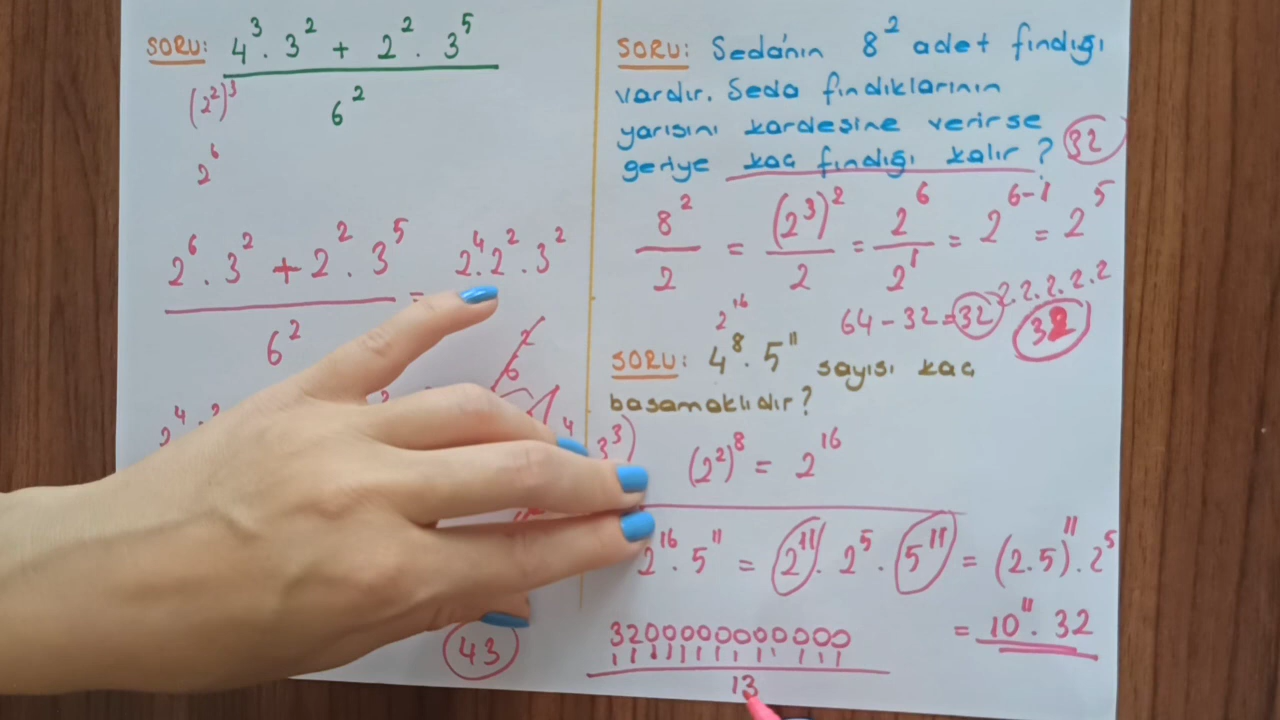 SORU: 4³ . 3² + 2² . 3⁵
6²
(2²)³
2⁶
2⁶ . 3² + 2² . 3⁵ = 2⁴ . 2² . 3²
6²
43
SORU: Seda'nın 8² adet fındığı
vardır. Seda fındıklarının
yarısını kardeşine verirse
geriye kaç fındığı kalır? 32
8² / 2 = (2³)² / 2 = 2⁶ / 2¹ = 2⁶⁻¹ = 2⁵
2.2.2.2.2
64 - 32 = 32
32
2¹⁶
SORU: 4⁸ . 5¹¹ sayısı kaç
basamaklıdır?
(2²)⁸ = 2¹⁶
2¹⁶ . 5¹¹ = 2¹¹ . 2⁵ . 5¹¹ = (2.5)¹¹ . 2⁵
= 10¹¹ . 32
3200000000000
13